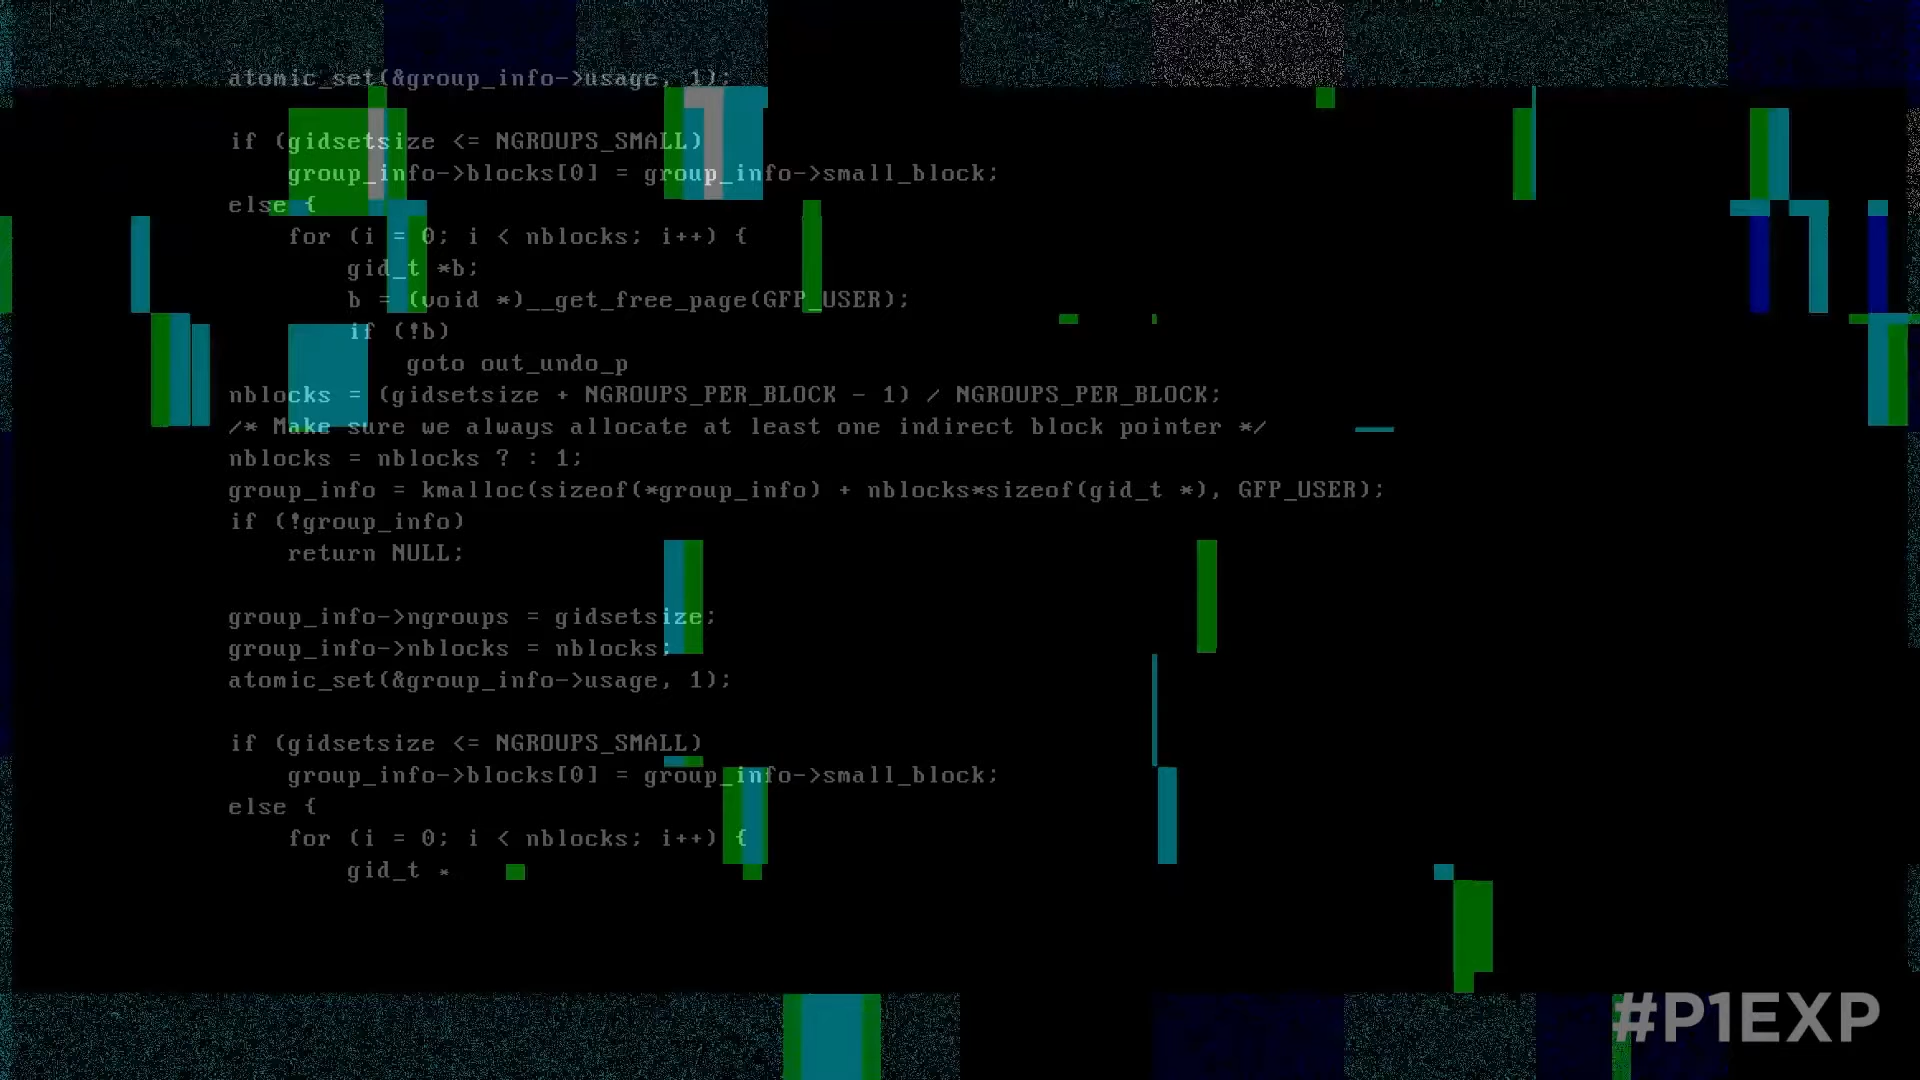 atomic_set(&group_info->usage, 1);
if (gidsetsize <= NGROUPS_SMALL)
group_info->blocks[0] = group_info->small_block;
else {
for (i = 0; i < nblocks; i++) {
gid_t *b;
b = (void *)__get_free_page(GFP_USER);
if (!b)
goto out_undo_p
nblocks = (gidsetsize + NGROUPS_PER_BLOCK - 1) / NGROUPS_PER_BLOCK;
/* Make sure we always allocate at least one indirect block pointer */
nblocks = nblocks ? : 1;
group_info = kmalloc(sizeof(*group_info) + nblocks*sizeof(gid_t *), GFP_USER);
if (!group_info)
return NULL;
group_info->ngroups = gidsetsize;
group_info->nblocks = nblocks;
atomic_set(&group_info->usage, 1);
if (gidsetsize <= NGROUPS_SMALL)
group_info->blocks[0] = group_info->small_block;
else {
for (i = 0; i < nblocks; i++) {
gid_t *
#P1EXP